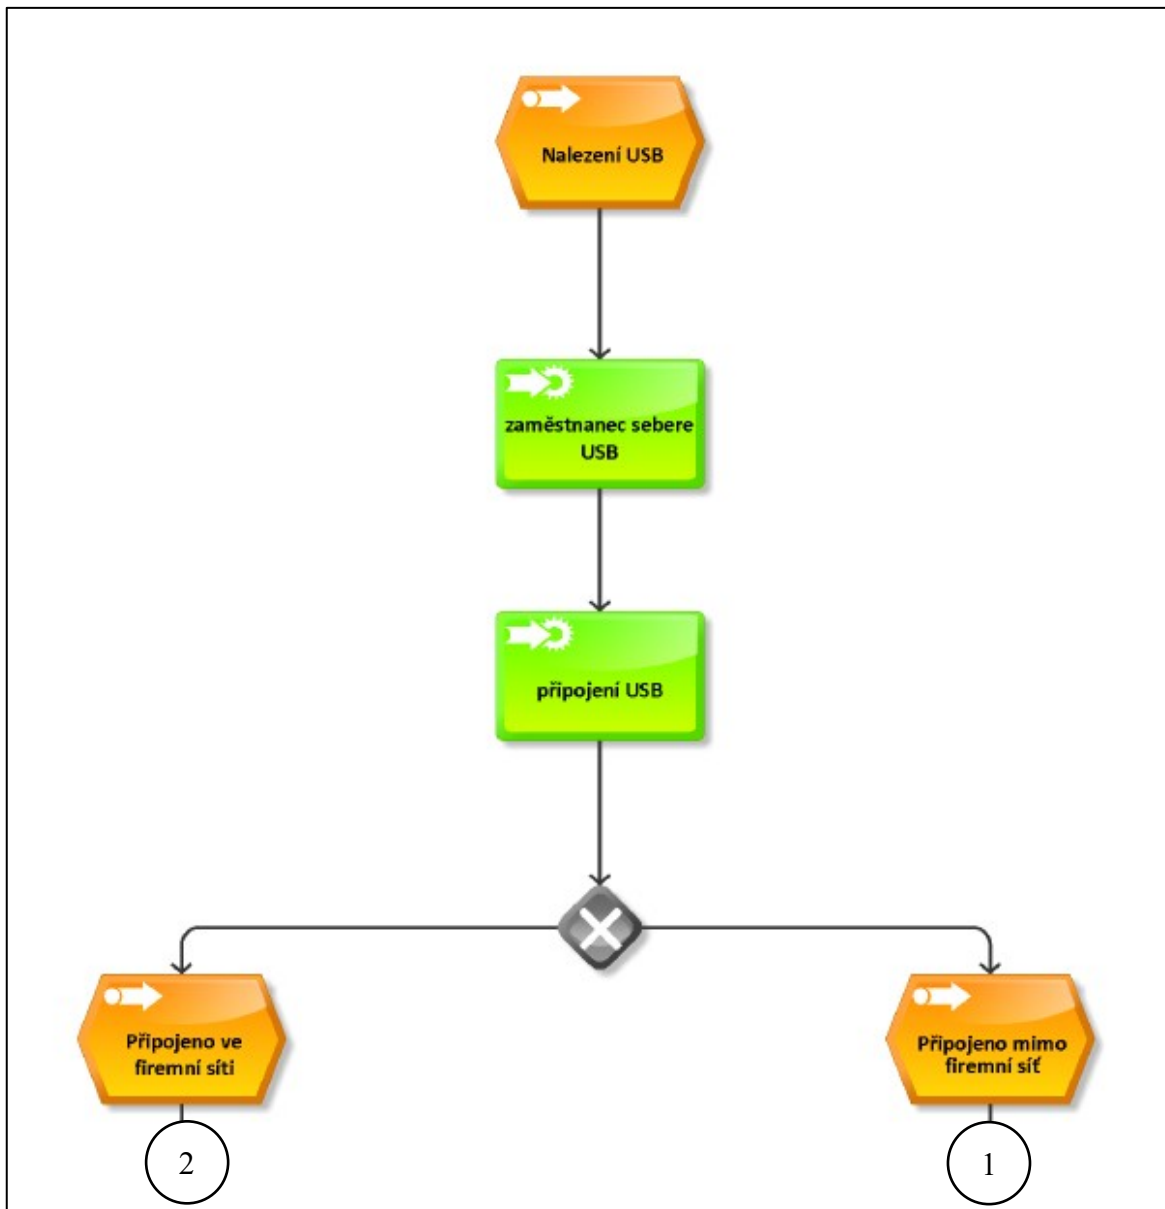 Nalezení USB
zaměstnanec sebere
USB
připojení USB
Připojeno ve
firemní síti
Připojeno mimo
firemní síť
2
1